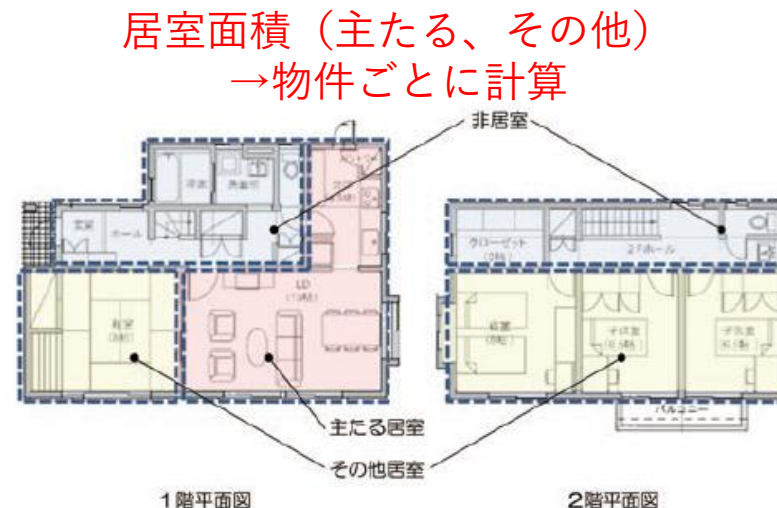 居室面積（主たる、その他）
→物件ごとに計算
非居室
玄関
ホール
洗面所
LD
和室
クローゼット
2Fホール
寝室
子供室
子供室
バルコニー
主たる居室
その他居室
1階平面図
2階平面図